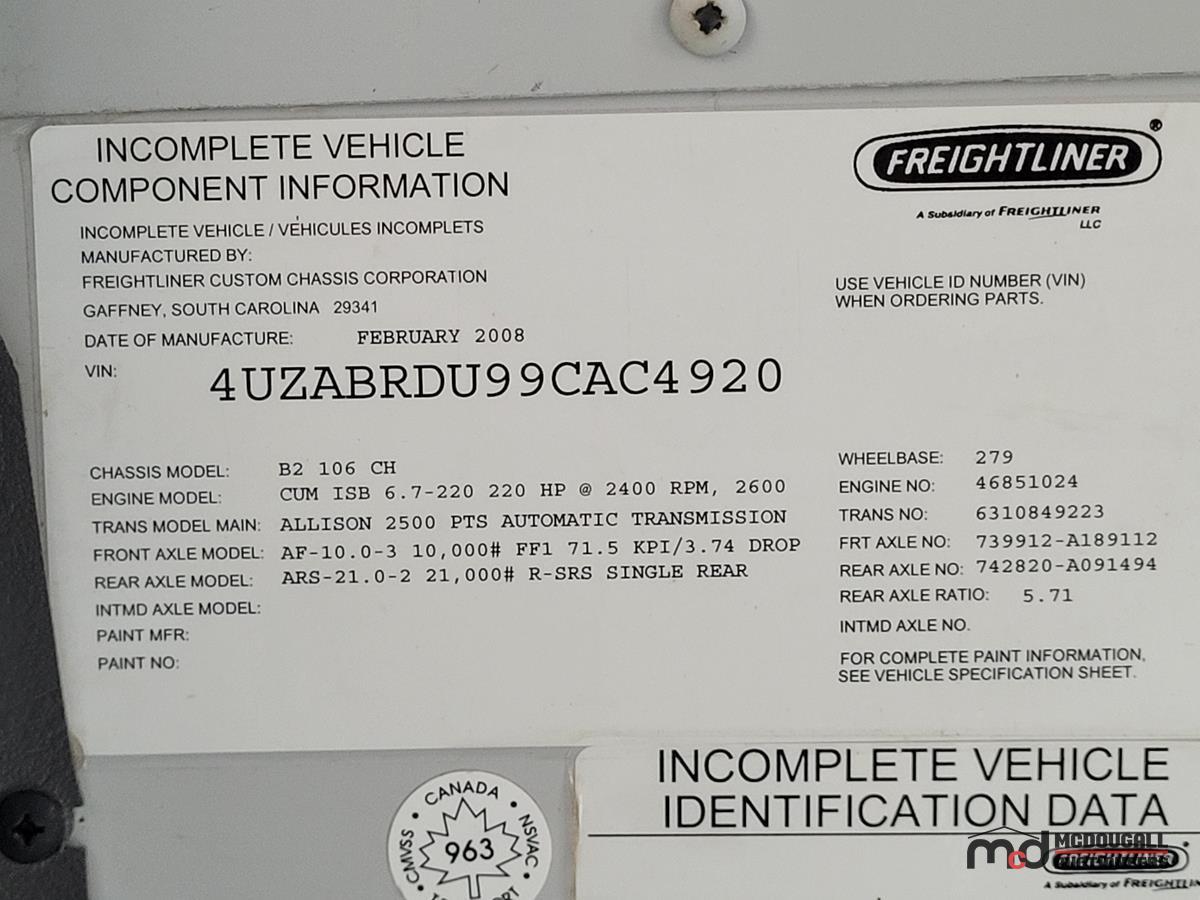 INCOMPLETE VEHICLE
COMPONENT INFORMATION
INCOMPLETE VEHICLE / VEHICULES INCOMPLETS
MANUFACTURED BY:
FREIGHTLINER CUSTOM CHASSIS CORPORATION
GAFFNEY, SOUTH CAROLINA 29341
DATE OF MANUFACTURE: FEBRUARY 2008
VIN: 4UZABRDU99CAC4920
FREIGHTLINER ®
A Subsidiary of FREIGHTLINER
LLC
USE VEHICLE ID NUMBER (VIN)
WHEN ORDERING PARTS.
CHASSIS MODEL: B2 106 CH
ENGINE MODEL: CUM ISB 6.7-220 220 HP @ 2400 RPM, 2600
TRANS MODEL MAIN: ALLISON 2500 PTS AUTOMATIC TRANSMISSION
FRONT AXLE MODEL: AF-10.0-3 10,000# FF1 71.5 KPI/3.74 DROP
REAR AXLE MODEL: ARS-21.0-2 21,000# R-SRS SINGLE REAR
INTMD AXLE MODEL:
PAINT MFR:
PAINT NO:
WHEELBASE: 279
ENGINE NO: 46851024
TRANS NO: 6310849223
FRT AXLE NO: 739912-A189112
REAR AXLE NO: 742820-A091494
REAR AXLE RATIO: 5.71
INTMD AXLE NO.
FOR COMPLETE PAINT INFORMATION,
SEE VEHICLE SPECIFICATION SHEET.
CANADA
CMVSS • 963 • NSVAC
INCOMPLETE VEHICLE
IDENTIFICATION DATA
mcd MCDOUGALL
FREIGHTLINER
A Subsidiary of